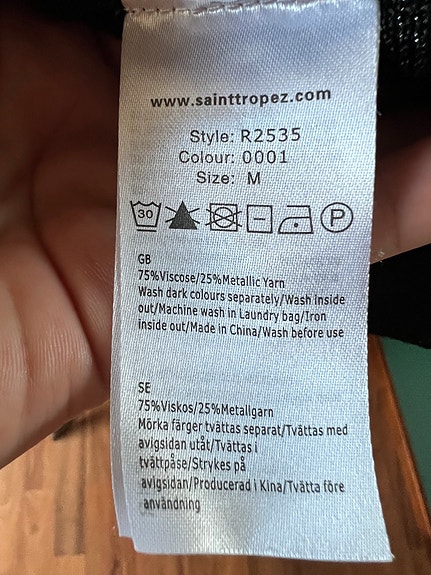 www.sainttropez.com
Style: R2535
Colour: 0001
Size: M
30 P
GB
75%Viscose/25%Metallic Yarn
Wash dark colours separately/Wash inside
out/Machine wash in Laundry bag/Iron
inside out/Made in China/Wash before use
SE
75%Viskos/25%Metallgarn
Mörka färger tvättas separat/Tvättas med
avigsidan utåt/Tvättas i
tvättpåse/Strykes på
avigsidan/Producerad i Kina/Tvätta före
användning